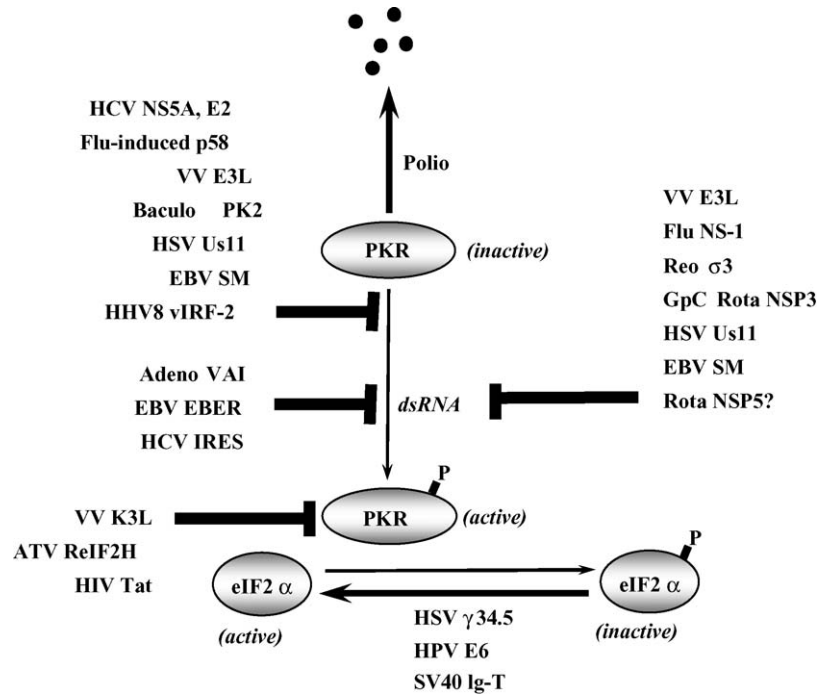 HCV NS5A, E2
Flu-induced p58
VV E3L
Baculo PK2
HSV Us11
EBV SM
HHV8 vIRF-2
Polio
PKR
(inactive)
VV E3L
Flu NS-1
Reo σ3
GpC Rota NSP3
HSV Us11
EBV SM
Rota NSP5?
Adeno VAI
EBV EBER
HCV IRES
dsRNA
P
PKR
(active)
VV K3L
ATV ReIF2H
HIV Tat
eIF2 α
(active)
P
eIF2 α
(inactive)
HSV γ34.5
HPV E6
SV40 lg-T